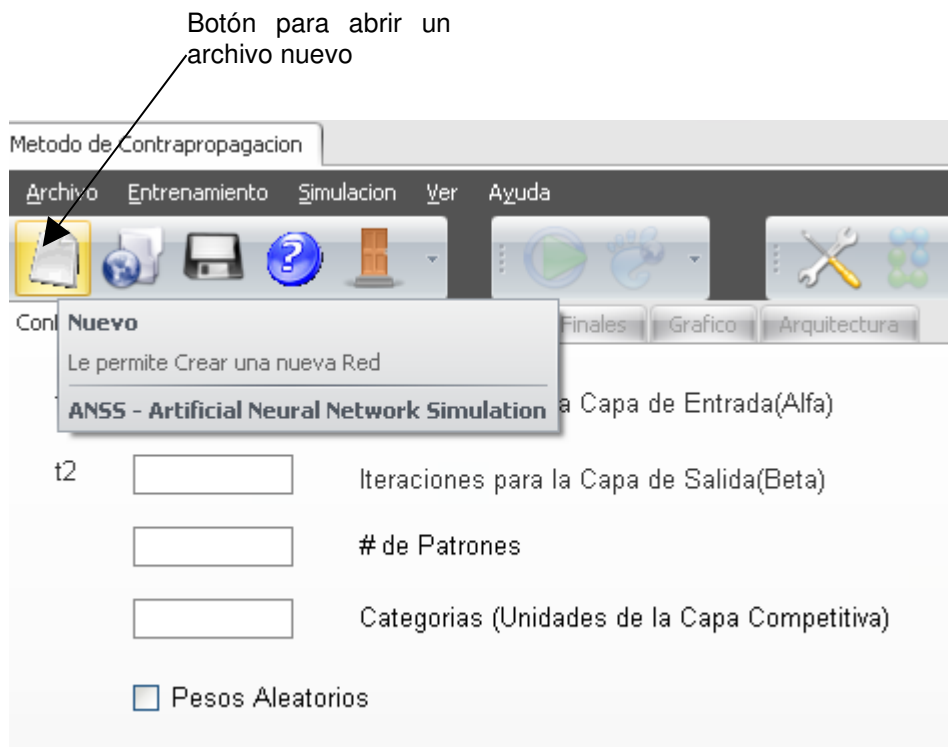 Botón para abrir un
archivo nuevo
Metodo de Contrapropagacion
Archivo Entrenamiento Simulacion Ver Ayuda
Nuevo
Finales Grafico Arquitectura
Le permite Crear una nueva Red
ANSS - Artificial Neural Network Simulation
a Capa de Entrada(Alfa)
t2 Iteraciones para la Capa de Salida(Beta)
# de Patrones
Categorias (Unidades de la Capa Competitiva)
Pesos Aleatorios